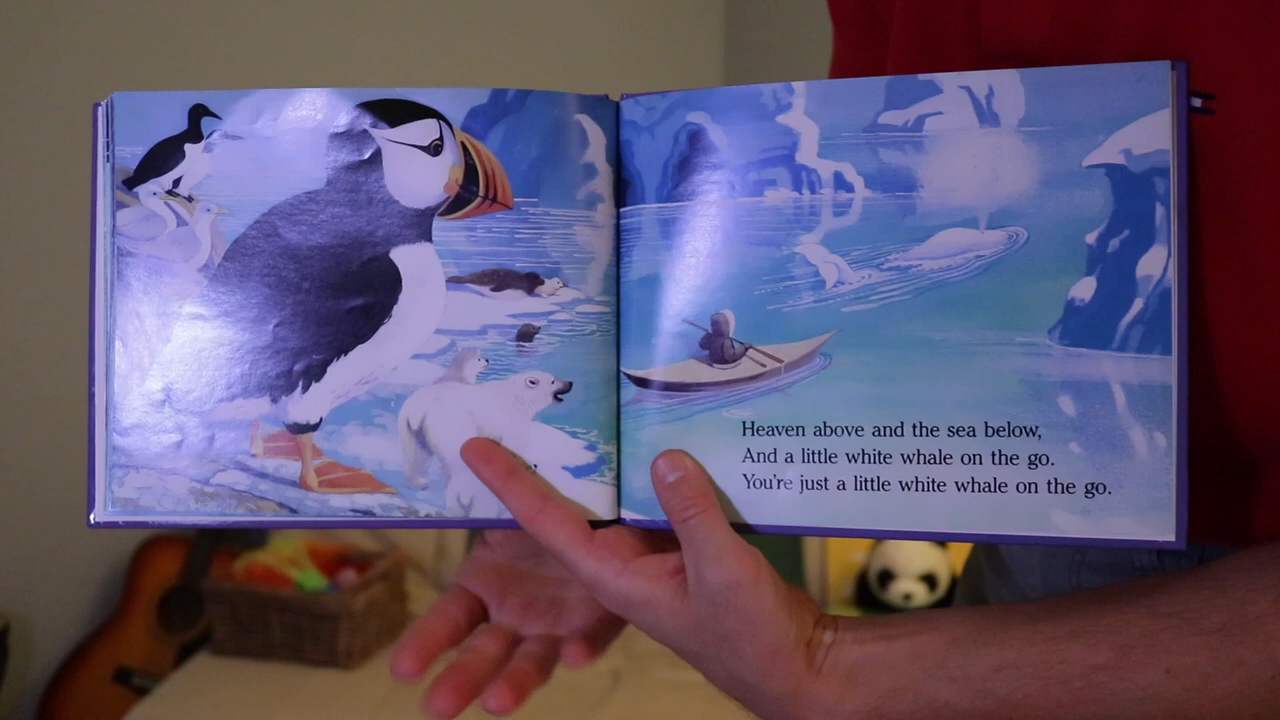 Heaven above and the sea below,
And a little white whale on the go.
You're just a little white whale on the go.